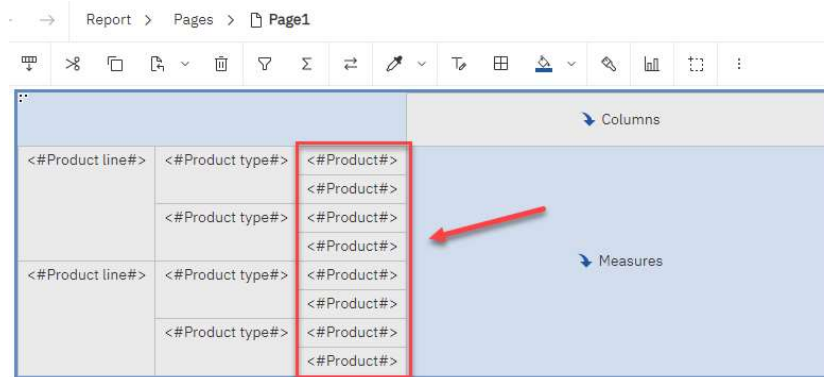 Report > Pages > Page1
Columns
<#Product line#> <#Product type#> <#Product#>
<#Product#>
<#Product type#> <#Product#>
<#Product#>
Measures
<#Product line#> <#Product type#> <#Product#>
<#Product#>
<#Product type#> <#Product#>
<#Product#>